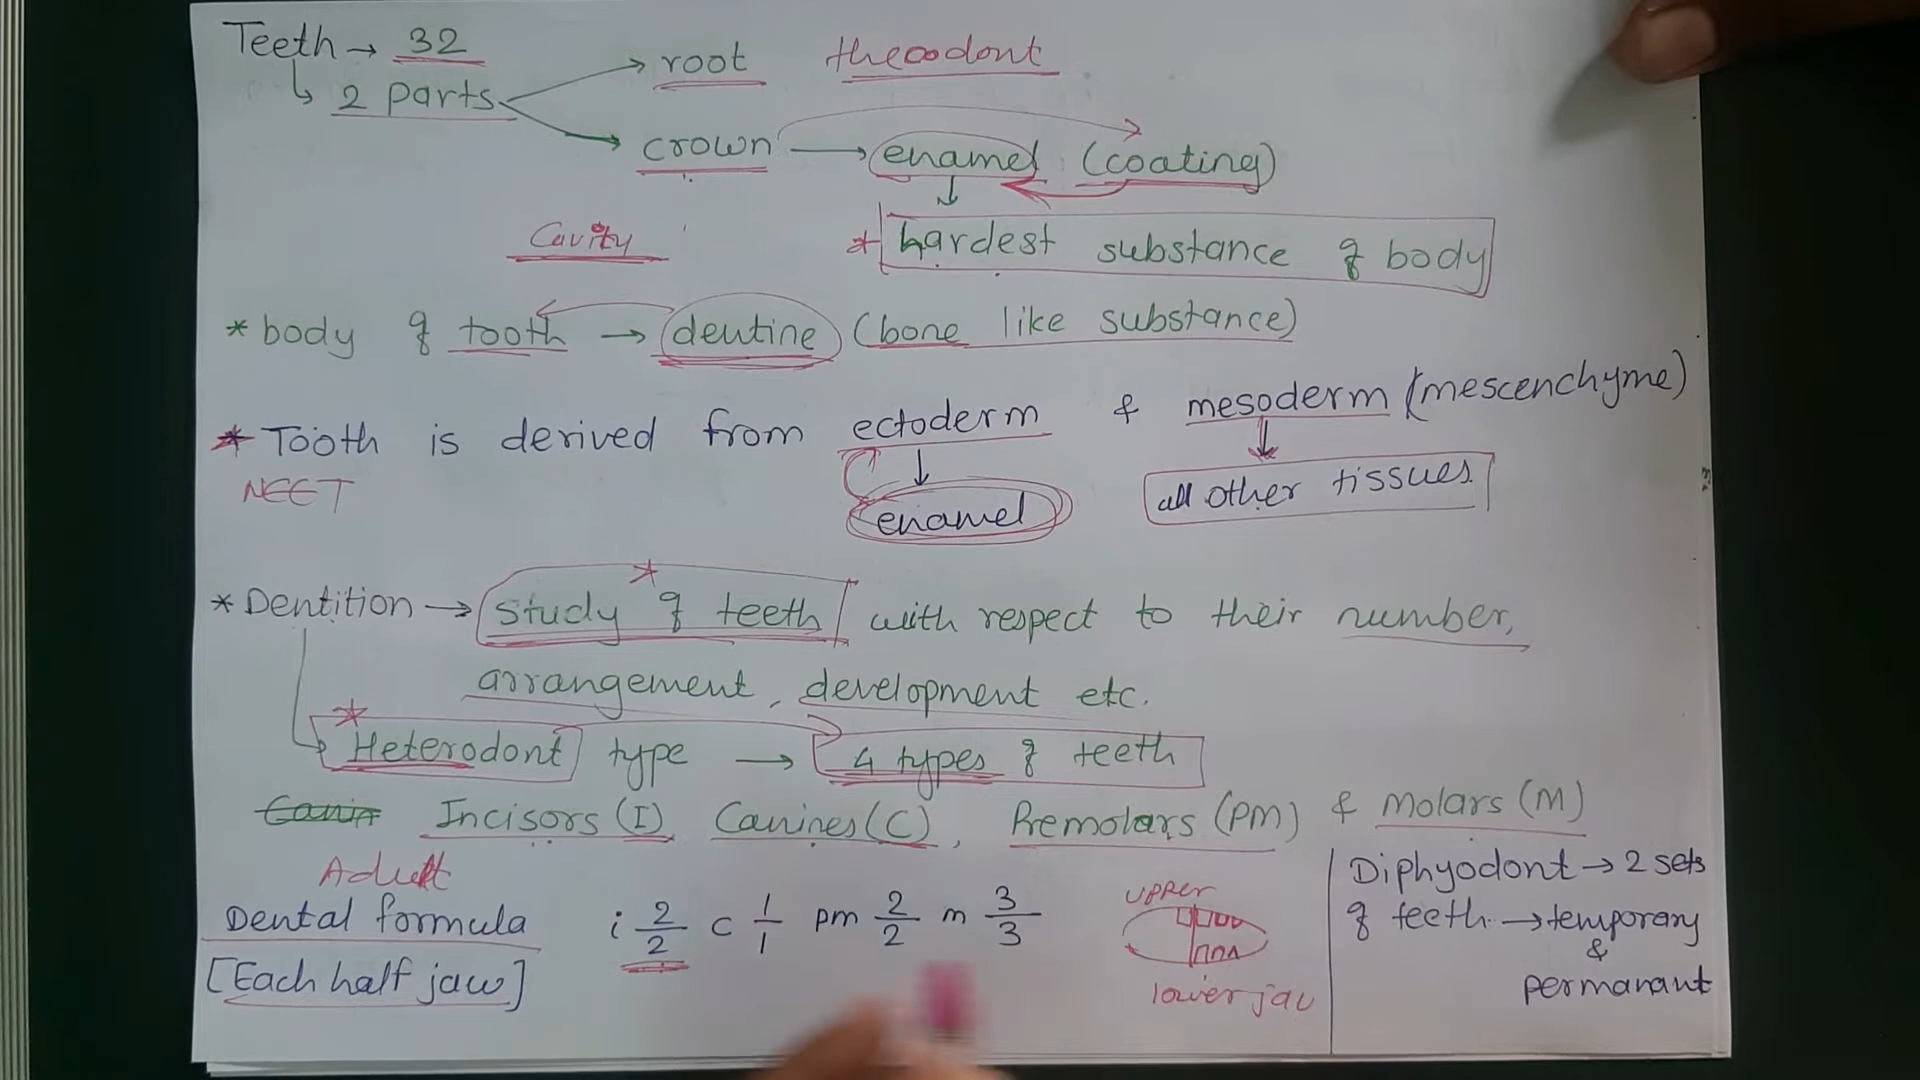 Teeth → 32
↳ 2 parts
→ root thecodont
→ crown → enamel (coating)
↓
Cavity
* hardest substance of body
* body of tooth → dentine (bone like substance)
* Tooth is derived from ectoderm & mesoderm (mescenchyme)
NEET
↓ enamel
↓ all other tissues
* Dentition → study of teeth with respect to their number,
arrangement, development etc.
* Heterodont type → 4 types of teeth
Incisors (I), Canines (C), Premolars (PM) & Molars (M)
Adult
Dental formula i 2/2 c 1/1 pm 2/2 m 3/3
[Each half jaw]
upper
lower jaw
Diphyodont → 2 sets
of teeth → temporary
&
permanant